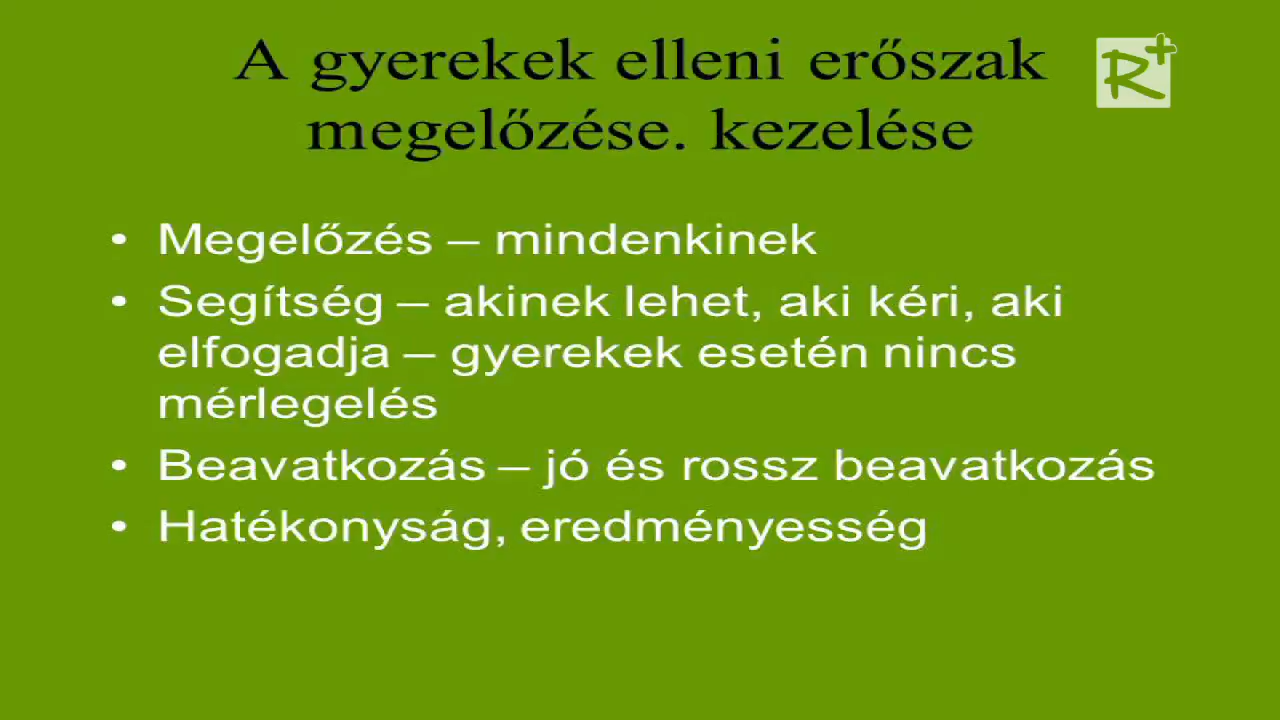 A gyerekek elleni erőszak
megelőzése. kezelése
R+
• Megelőzés – mindenkinek
• Segítség – akinek lehet, aki kéri, aki
elfogadja – gyerekek esetén nincs
mérlegelés
• Beavatkozás – jó és rossz beavatkozás
• Hatékonyság, eredményesség